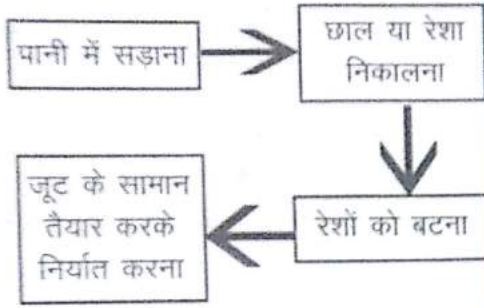 पानी में सड़ाना
छाल या रेशा
निकालना
रेशों को बटना
जूट के सामान
तैयार करके
निर्यात करना